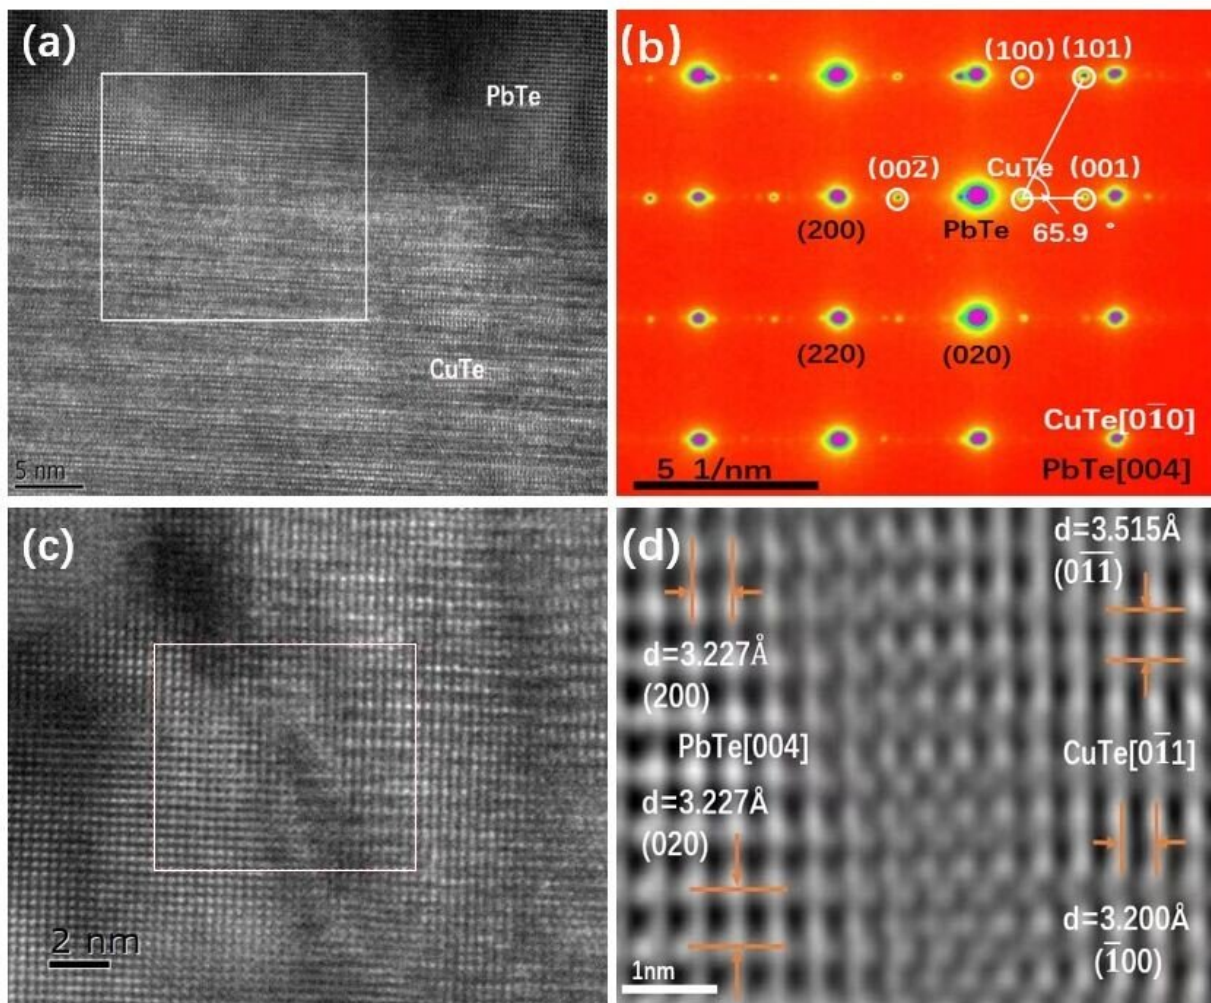 (a)
PbTe
CuTe
5 nm
(b)
(100) (101)
(002̅) CuTe (001)
(200) PbTe 65.9 °
(220) (020)
CuTe[01̅0]
5 1/nm PbTe[004]
(c)
2 nm
(d)
d=3.515Å
(01̅1̅)
d=3.227Å
(200)
PbTe[004]
CuTe[01̅1]
d=3.227Å
(020)
d=3.200Å
(1̅00)
1nm